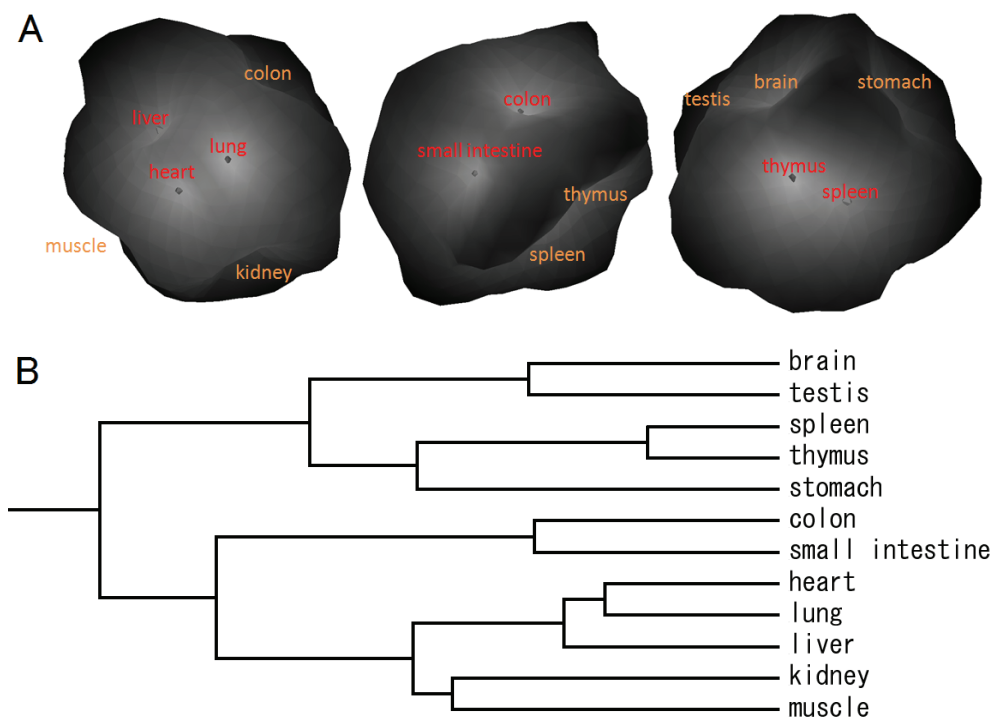 A
colon
liver
lung
heart
muscle
kidney
colon
small intestine
thymus
spleen
brain
stomach
testis
thymus
spleen
B
brain
testis
spleen
thymus
stomach
colon
small intestine
heart
lung
liver
kidney
muscle